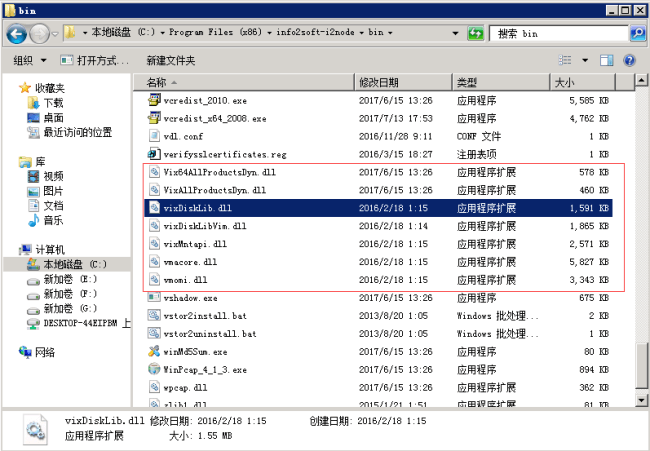 bin
本地磁盘 (C:) Program Files (x86) info2soft-i2node bin
搜索 bin
组织 打开方式... 新建文件夹
名称 修改日期 类型 大小
收藏夹
下载
桌面
最近访问的位置
库
视频
图片
文档
音乐
计算机
本地磁盘 (C:)
新加卷 (E:)
新加卷 (F:)
新加卷 (G:)
DESKTOP-44EIPBM 上
网络
vcredist_2010.exe 2017/6/15 13:26 应用程序 5,585 KB
vcredist_x64_2008.exe 2017/7/13 17:53 应用程序 4,762 KB
vdl.conf 2016/11/28 9:11 CONF 文件 1 KB
verifysslcertificates.reg 2016/3/15 18:27 注册表项 1 KB
Vix64AllProductsDyn.dll 2017/6/15 13:26 应用程序扩展 578 KB
VixAllProductsDyn.dll 2017/6/15 13:26 应用程序扩展 460 KB
vixDiskLib.dll 2016/2/18 1:15 应用程序扩展 1,591 KB
vixDiskLibVim.dll 2016/2/18 1:14 应用程序扩展 1,865 KB
vixMntapi.dll 2016/2/18 1:15 应用程序扩展 2,571 KB
vmacore.dll 2016/2/18 1:15 应用程序扩展 5,827 KB
vmomi.dll 2016/2/18 1:15 应用程序扩展 3,343 KB
vshadow.exe 2017/6/15 13:26 应用程序 675 KB
vstor2install.bat 2013/8/20 1:05 Windows 批处理... 2 KB
vstor2uninstall.bat 2013/8/20 1:05 Windows 批处理... 1 KB
winMd5Sum.exe 2017/6/15 13:26 应用程序 80 KB
WinPcap_4_1_3.exe 2017/6/15 13:26 应用程序 894 KB
wpcap.dll 2017/6/15 13:26 应用程序扩展 362 KB
zlib1.dll 2015/1/21 1:51 应用程序扩展 81 KB
vixDiskLib.dll 修改日期: 2016/2/18 1:15 创建日期: 2016/2/18 1:15
应用程序扩展 大小: 1.55 MB